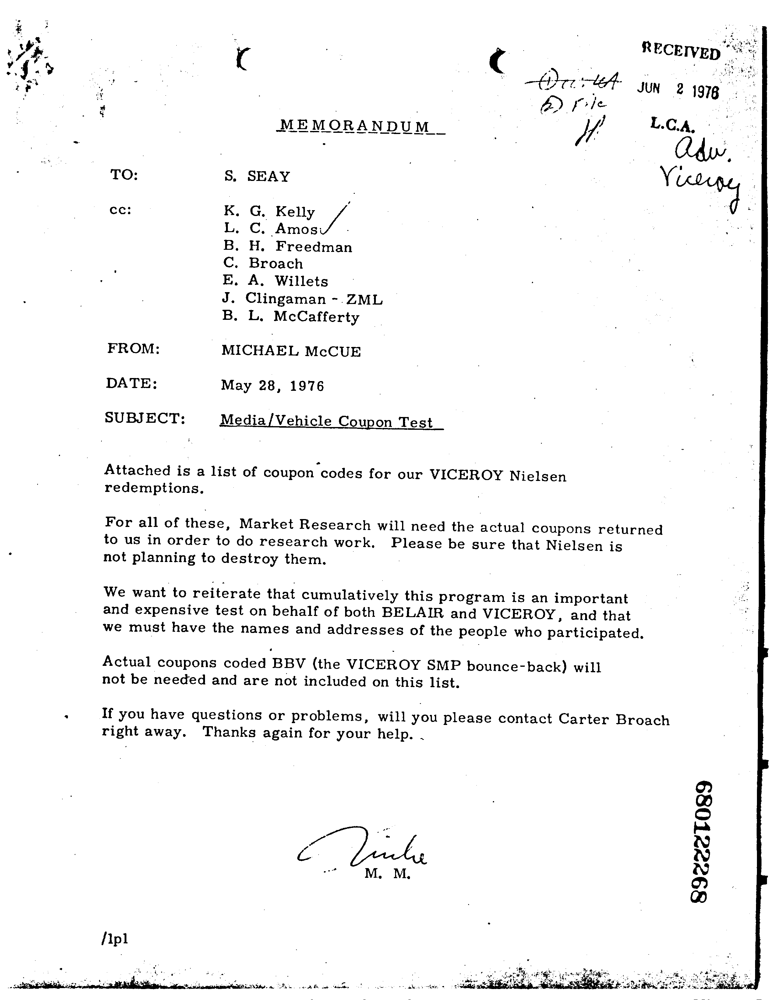 RECEIVED
JUN 2 1976
L.C.A.
file
Adv.
Viceroy
MEMORANDUM
TO: S. SEAY
cc: K. G. Kelly
L. C. Amos
B. H. Freedman
C. Broach
E. A. Willets
J. Clingaman - ZML
B. L. McCafferty
FROM: MICHAEL McCUE
DATE: May 28, 1976
SUBJECT: Media/Vehicle Coupon Test
Attached is a list of coupon codes for our VICEROY Nielsen
redemptions.
For all of these, Market Research will need the actual coupons returned
to us in order to do research work. Please be sure that Nielsen is
not planning to destroy them.
We want to reiterate that cumulatively this program is an important
and expensive test on behalf of both BELAIR and VICEROY, and that
we must have the names and addresses of the people who participated.
Actual coupons coded BBV (the VICEROY SMP bounce-back) will
not be needed and are not included on this list.
If you have questions or problems, will you please contact Carter Broach
right away. Thanks again for your help.
M. M.
/lpl
680122268